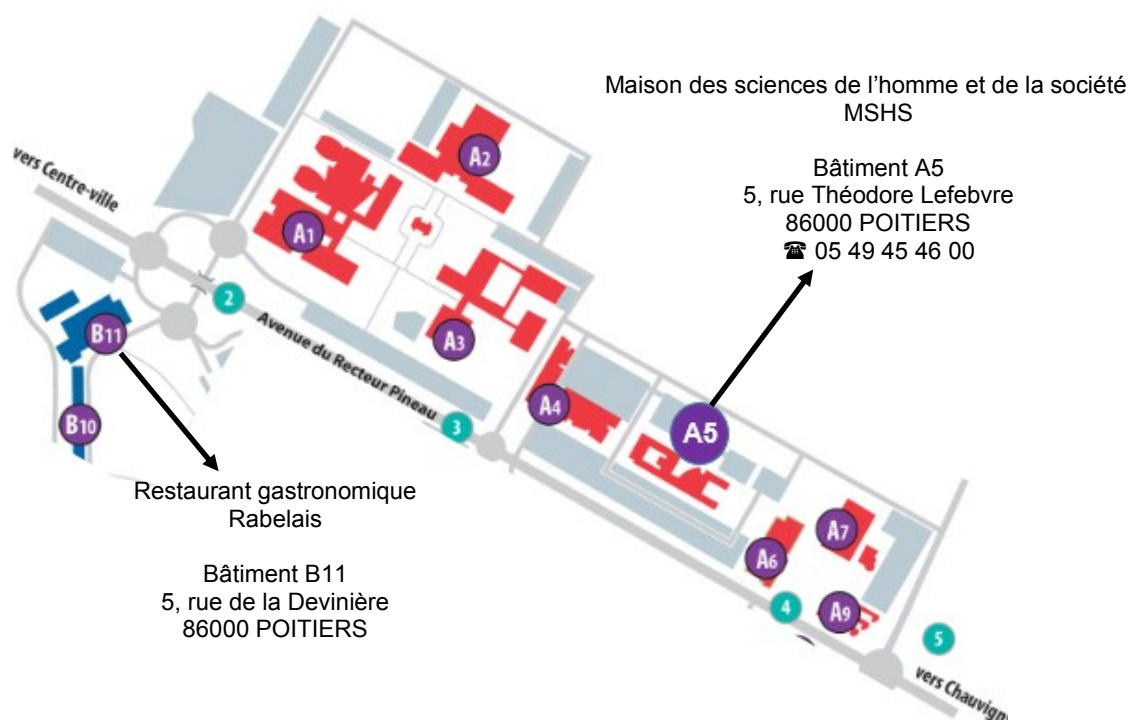 Maison des sciences de l’homme et de la société
MSHS
Bâtiment A5
5, rue Théodore Lefebvre
86000 POITIERS
☎ 05 49 45 46 00
vers Centre-ville
A2
A1
B11
2
Avenue du Recteur Pineau
A3
B10
3
A4
A5
Restaurant gastronomique
Rabelais
Bâtiment B11
5, rue de la Devinière
86000 POITIERS
A7
A6
4
A9
5
vers Chauvign